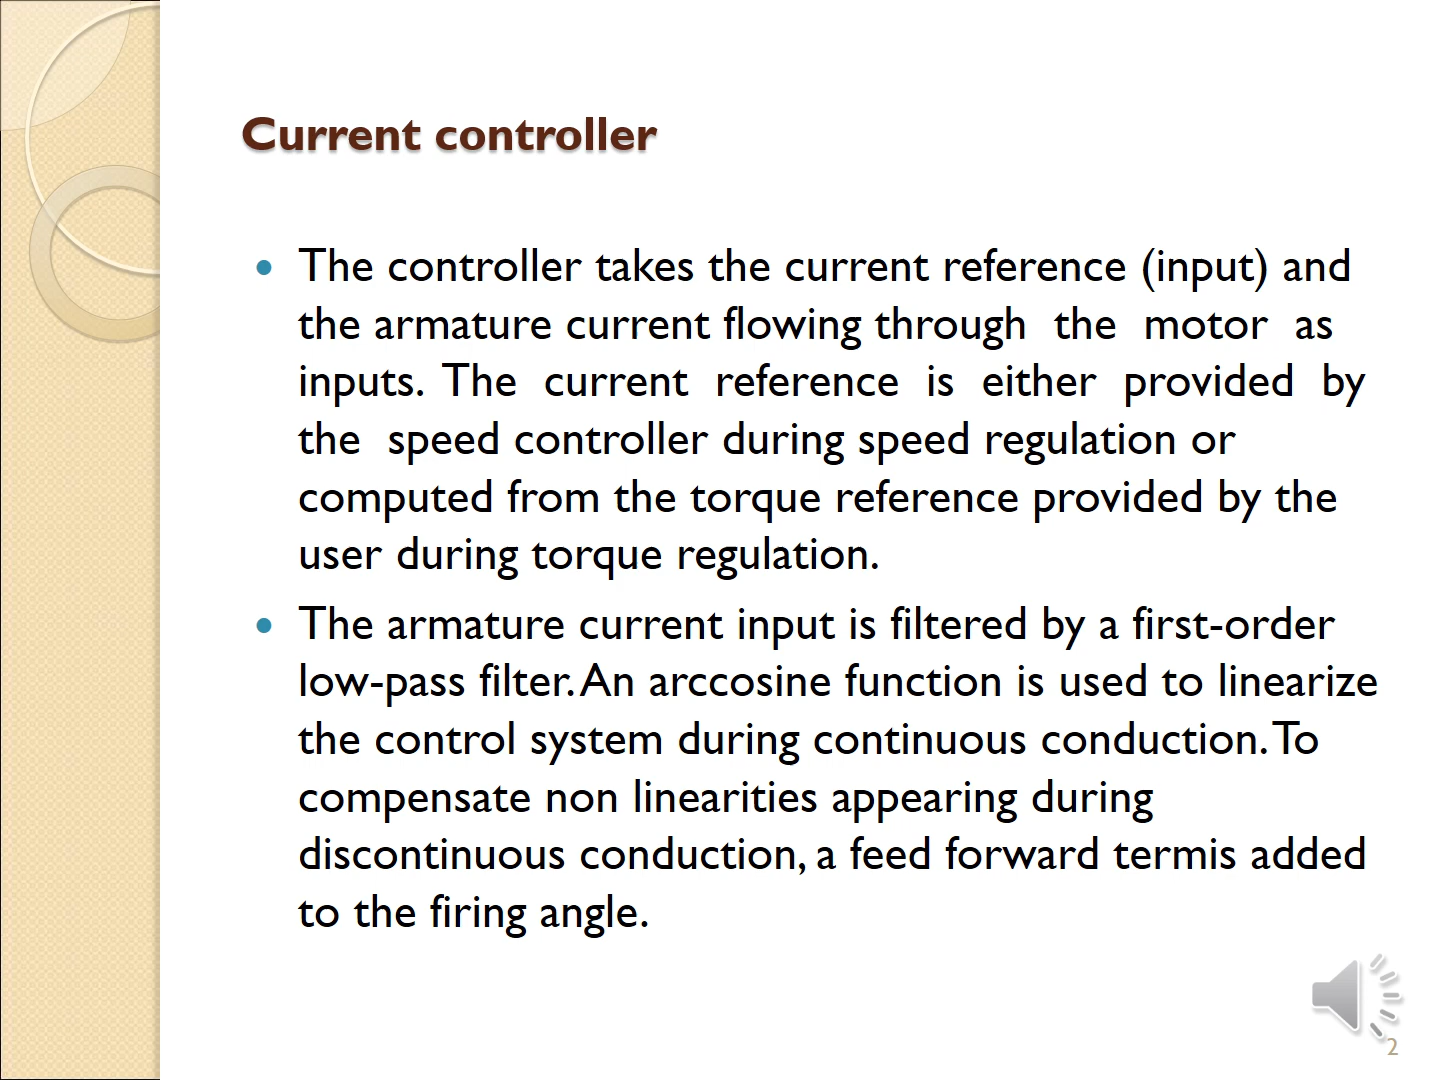 Current controller
• The controller takes the current reference (input) and
the armature current flowing through the motor as
inputs. The current reference is either provided by
the speed controller during speed regulation or
computed from the torque reference provided by the
user during torque regulation.
• The armature current input is filtered by a first-order
low-pass filter. An arccosine function is used to linearize
the control system during continuous conduction. To
compensate non linearities appearing during
discontinuous conduction, a feed forward termis added
to the firing angle.
2